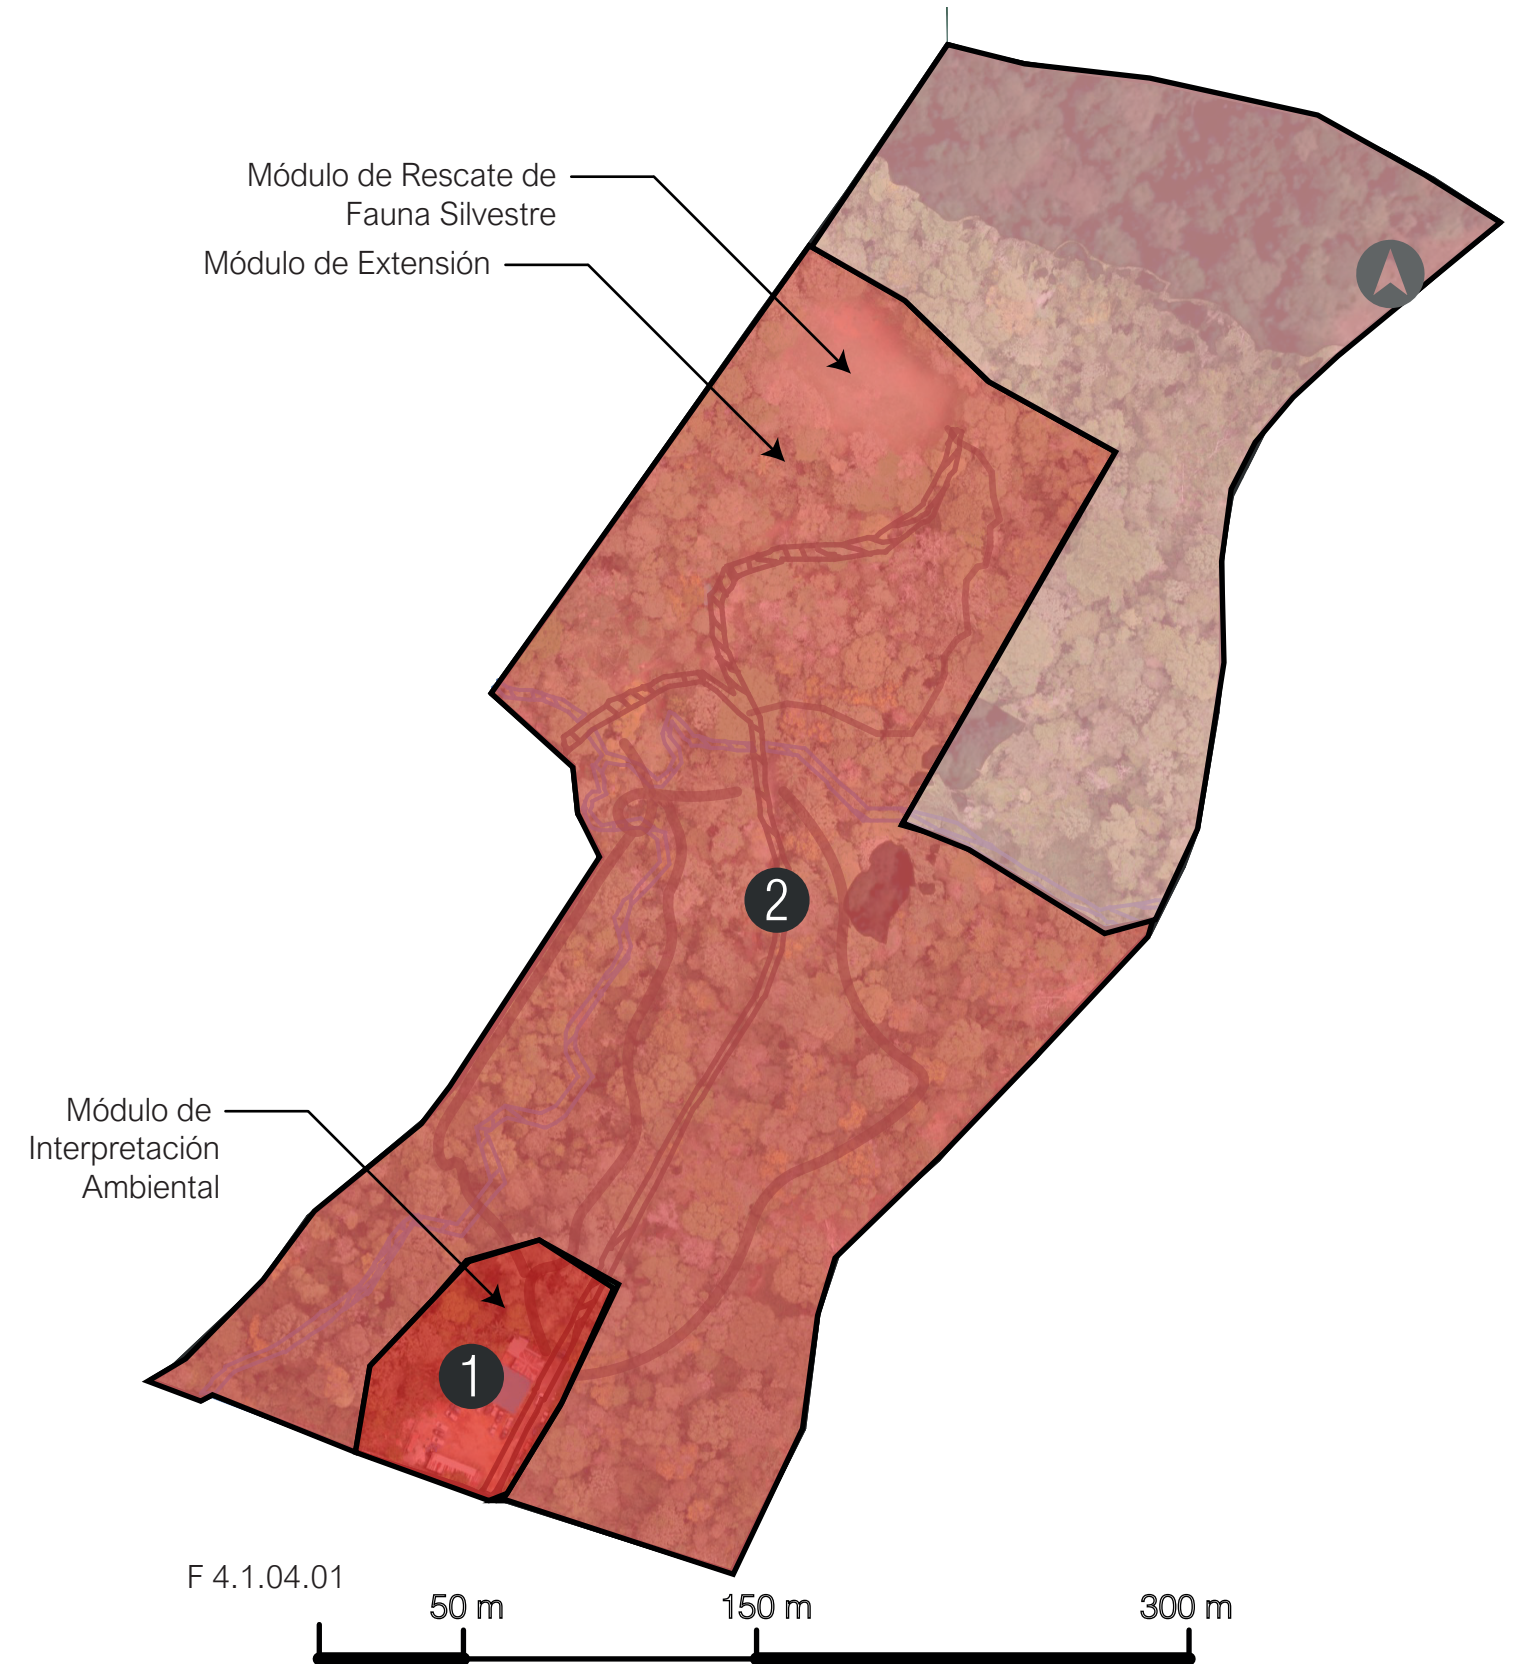 Módulo de Rescate de
Fauna Silvestre
Módulo de Extensión
2
Módulo de
Interpretación
Ambiental
1
F 4.1.04.01
50 m
150 m
300 m